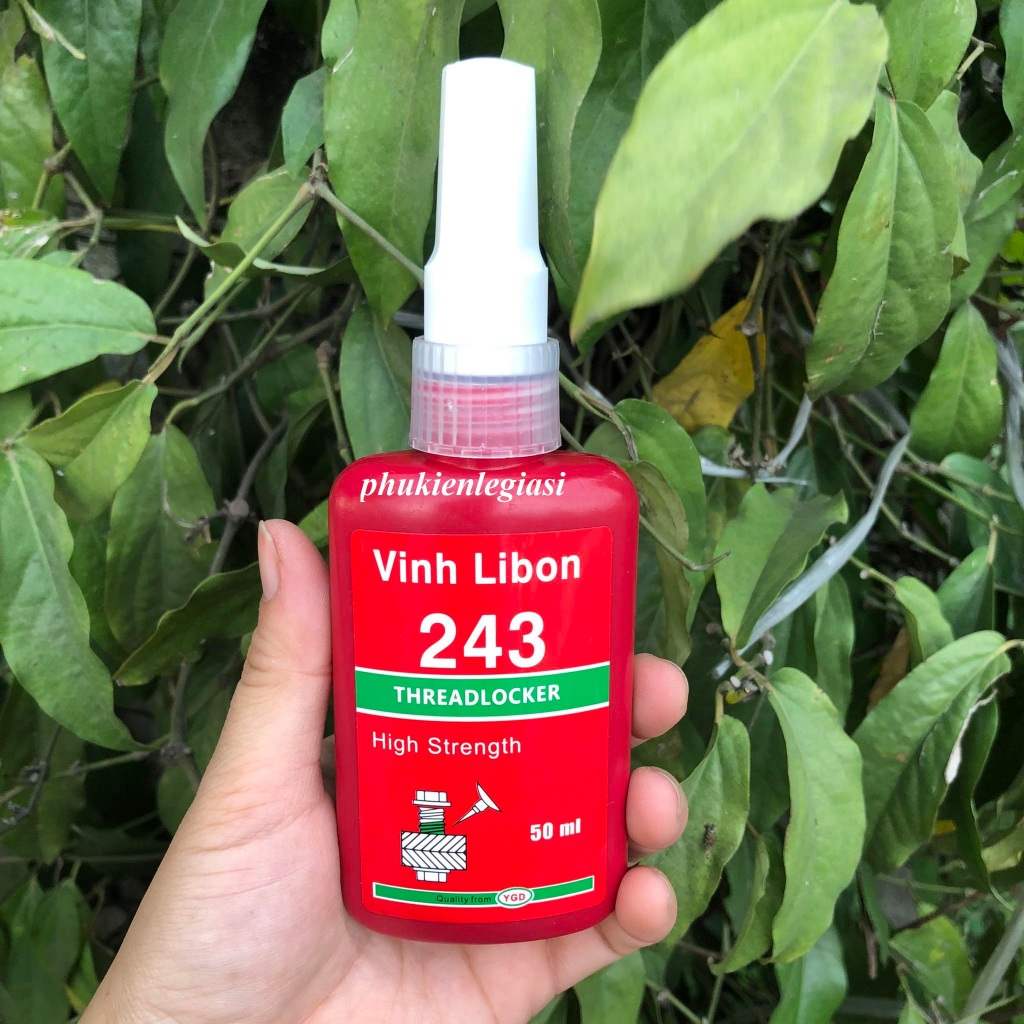 phukienlegiasi
Vinh Libon
243
THREADLOCKER
High Strength
50 ml
Quality from YGD